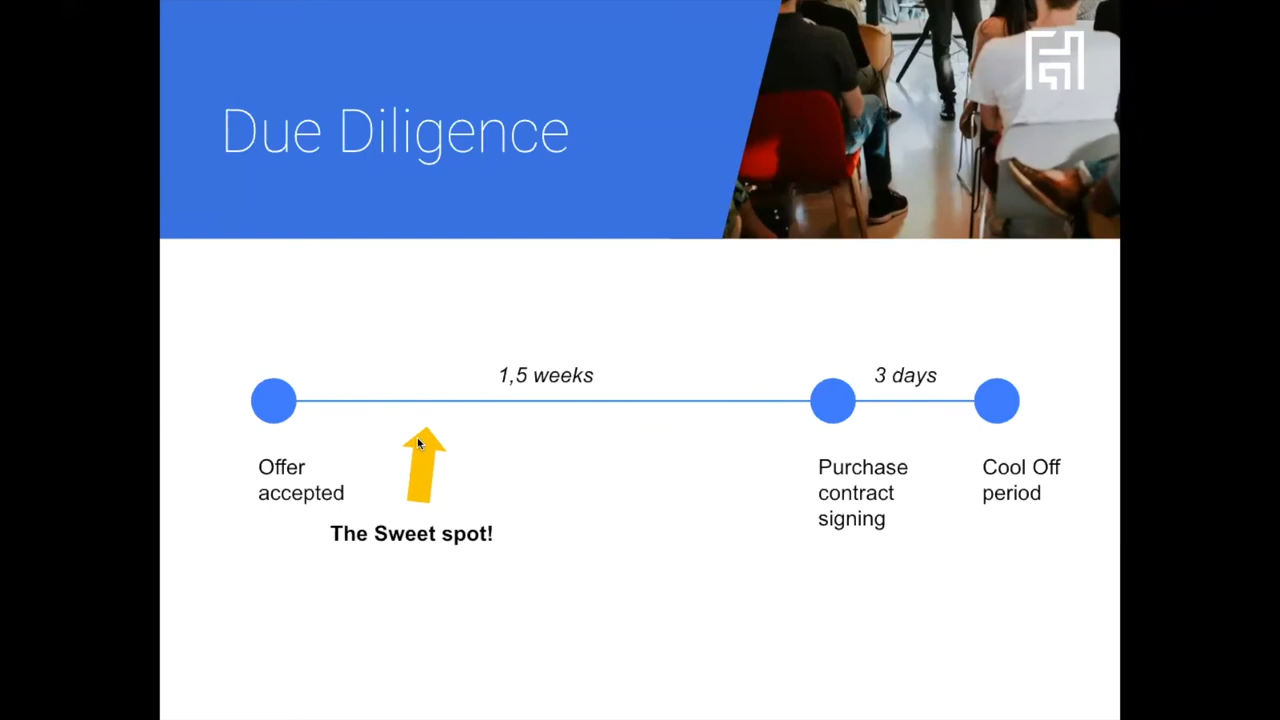 Due Diligence
1,5 weeks
3 days
Offer
accepted
The Sweet spot!
Purchase
contract
signing
Cool Off
period